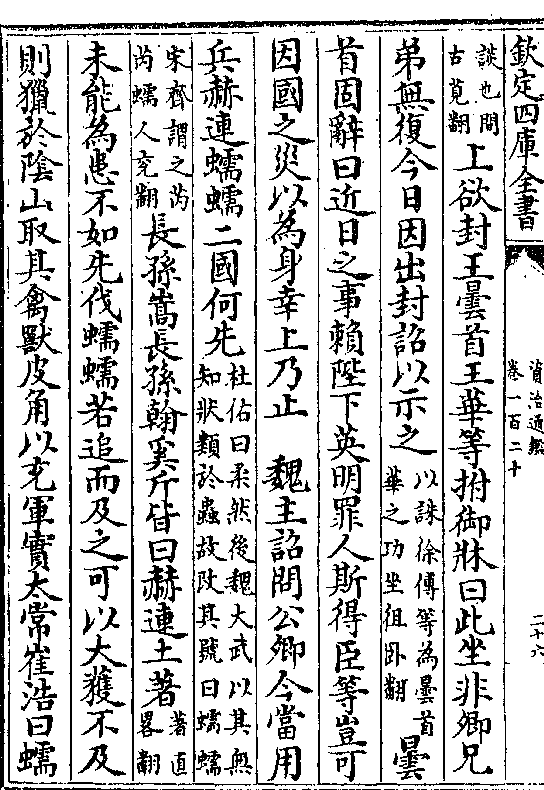 欽定四庫全書
資治通鑑
卷一百二十
二十六
談也間
古莧翻
上欲封王曇首王華等拊御牀曰此坐非卿兄
弟無復今日因出封詔以示之
以誅徐傅等為曇首
華之功坐徂卧翻
曇
首固辭曰近日之事賴陛下英明罪人斯得臣等豈可
因國之災以為身幸上乃止 魏主詔問公卿今當用
兵赫連蠕蠕二國何先
杜佑曰柔然後魏大武以其無
知狀類於蟲故改其號曰蠕蠕
宋齊謂之芮
芮蠕人兖翻
長孫嵩長孫翰奚斤皆曰赫連土著
著直
畧翻
未能為患不如先伐蠕蠕若追而及之可以大獲不及
則獵於陰山取其禽獸皮角以充軍實太常崔浩曰蠕